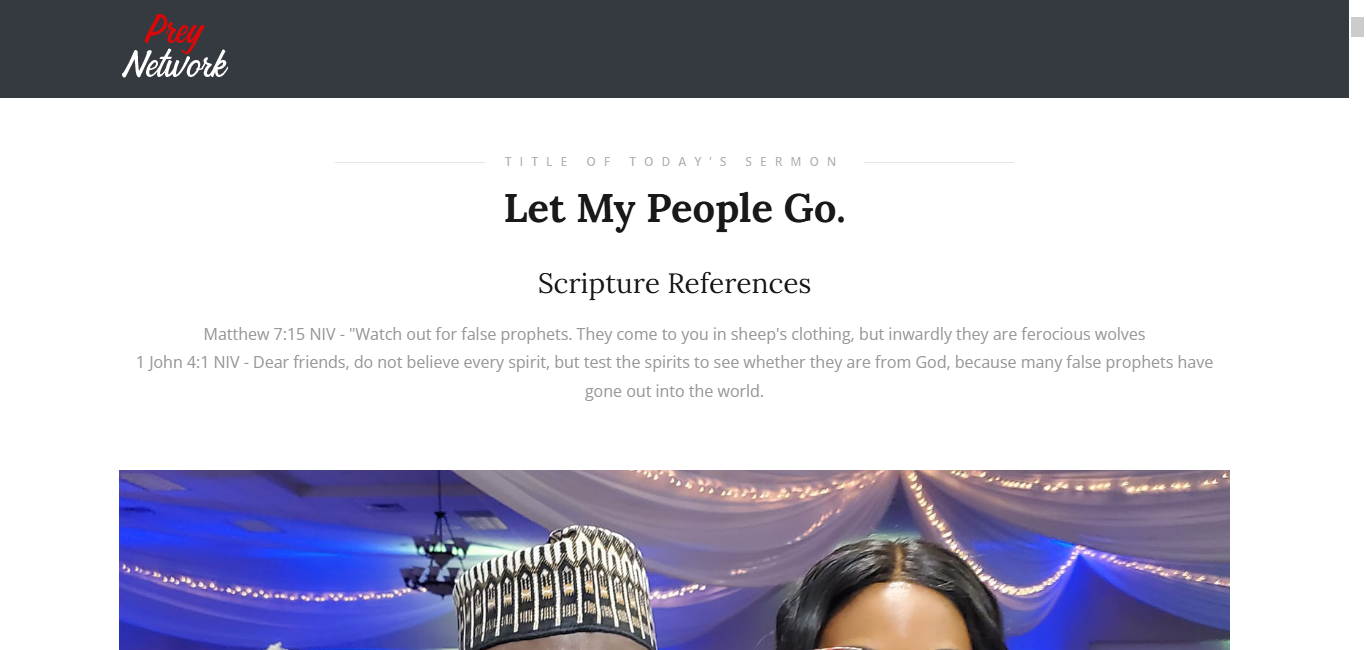 Prey
Network
TITLE OF TODAY'S SERMON
Let My People Go.
Scripture References
Matthew 7:15 NIV - "Watch out for false prophets. They come to you in sheep's clothing, but inwardly they are ferocious wolves
1 John 4:1 NIV - Dear friends, do not believe every spirit, but test the spirits to see whether they are from God, because many false prophets have
gone out into the world.